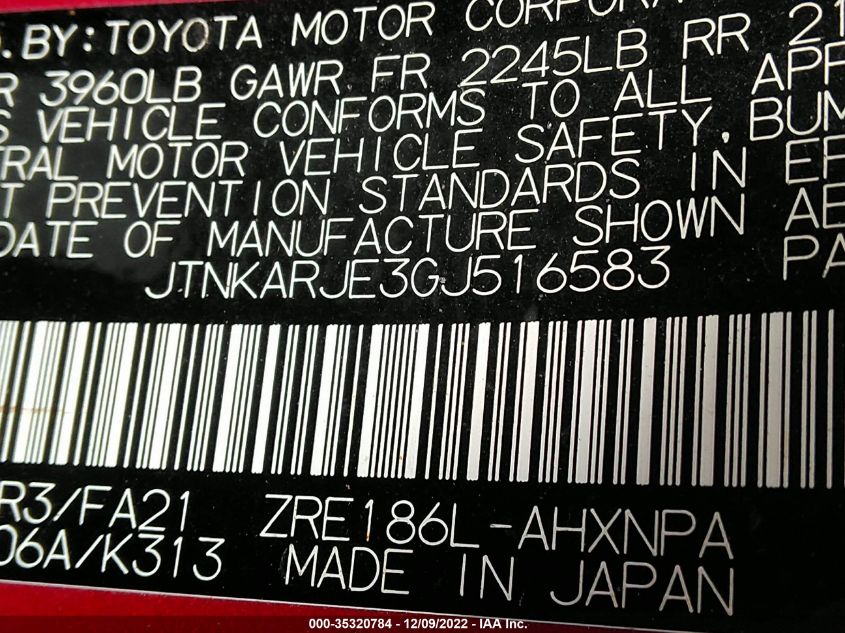 . BY: TOYOTA MOTOR CORPORA
R 3960LB GAWR FR 2245LB RR 21
S VEHICLE CONFORMS TO ALL APP
ERAL MOTOR VEHICLE SAFETY, BUM
T PREVENTION STANDARDS IN EF
DATE OF MANUFACTURE SHOWN AB
JTNKARJE3GJ516583 PA
R3/FA21 ZRE186L-AHXNPA
06A/K313 MADE IN JAPAN
000-35320784 - 12/09/2022 - IAA Inc.